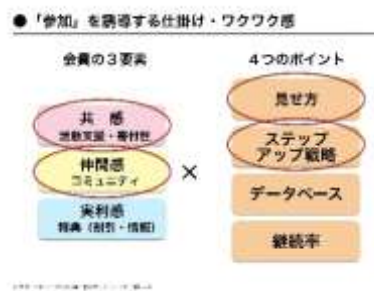 ●「参加」を誘導する仕掛け・ワクワク感
会員の3要素
4つのポイント
共 感
活動支援・寄付性
仲間感
コミュニティ
実利感
特典(割引・情報)
×
見せ方
ステップ
アップ戦略
データベース
継続率